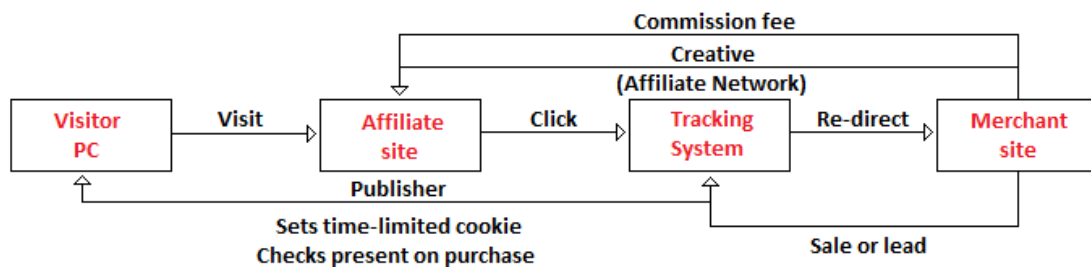 Commission fee
Creative
(Affiliate Network)
Visitor
PC
Visit
Affiliate
site
Click
Tracking
System
Re-direct
Merchant
site
Publisher
Sets time-limited cookie
Checks present on purchase
Sale or lead